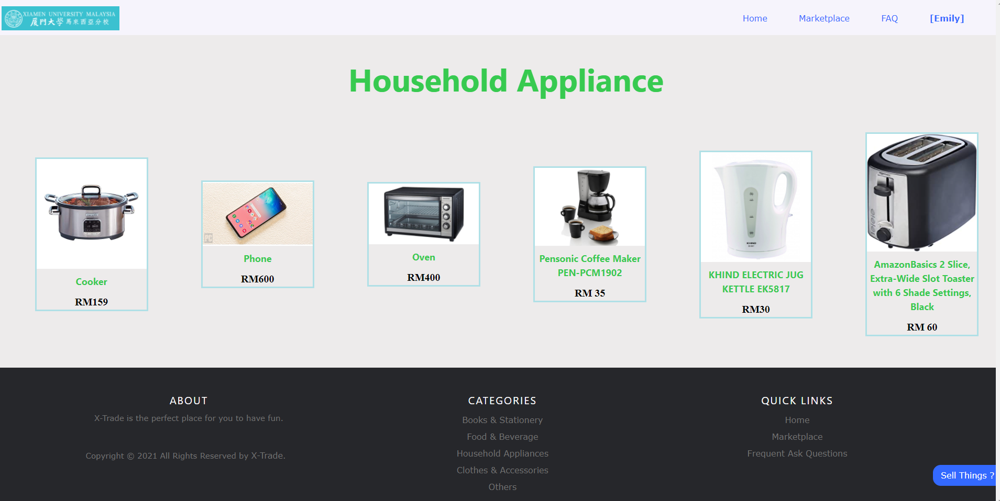 XIAMEN UNIVERSITY MALAYSIA
厦門大學 馬來西亞分校
Home
Marketplace
FAQ
[Emily]
Household Appliance
Cooker
RM159
PC
Phone
RM600
Oven
RM400
Pensonic Coffee Maker
PEN-PCM1902
RM 35
KHIND
KHIND ELECTRIC JUG
KETTLE EK5817
RM30
AmazonBasics 2 Slice,
Extra-Wide Slot Toaster
with 6 Shade Settings,
Black
RM 60
ABOUT
X-Trade is the perfect place for you to have fun.
Copyright © 2021 All Rights Reserved by X-Trade.
CATEGORIES
Books & Stationery
Food & Beverage
Household Appliances
Clothes & Accessories
Others
QUICK LINKS
Home
Marketplace
Frequent Ask Questions
Sell Things ?